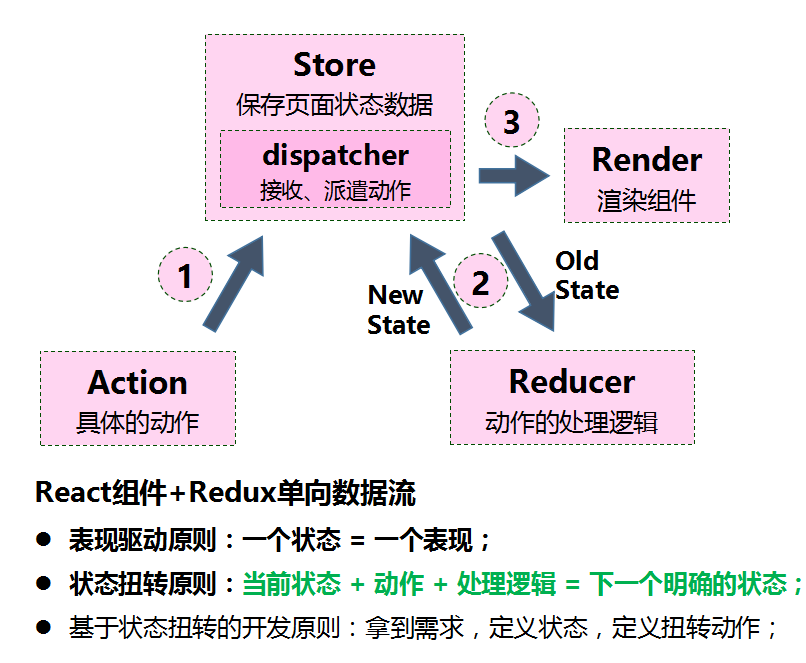 Store
保存页面状态数据
dispatcher
接收、派遣动作
3
Render
渲染组件
1
2
New
State
Old
State
Action
具体的动作
Reducer
动作的处理逻辑
React组件+Redux单向数据流
● 表现驱动原则：一个状态 = 一个表现；
● 状态扭转原则：当前状态 + 动作 + 处理逻辑 = 下一个明确的状态；
● 基于状态扭转的开发原则：拿到需求，定义状态，定义扭转动作；